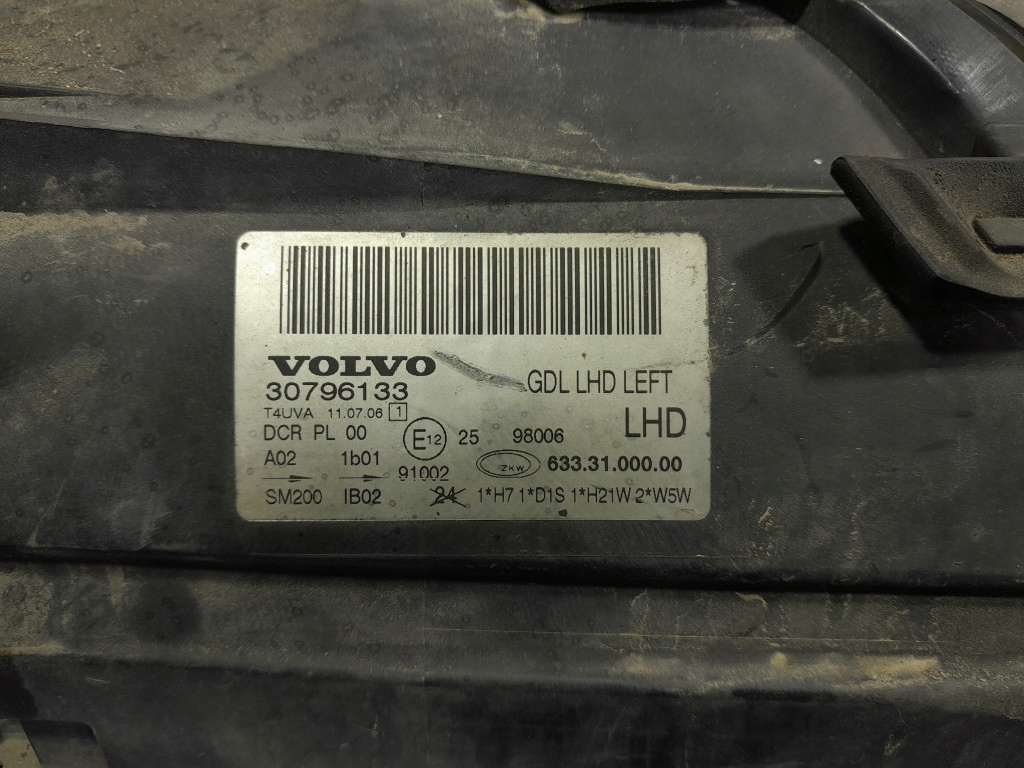 VOLVO
30796133
GDL LHD LEFT
T4UVA 11.07.06 1
LHD
DCR PL 00 E12 25 98006
A02 1b01 91002 ZKW 633.31.000.00
SM200 IB02 24 1*H7 1*D1S 1*H21W 2*W5W